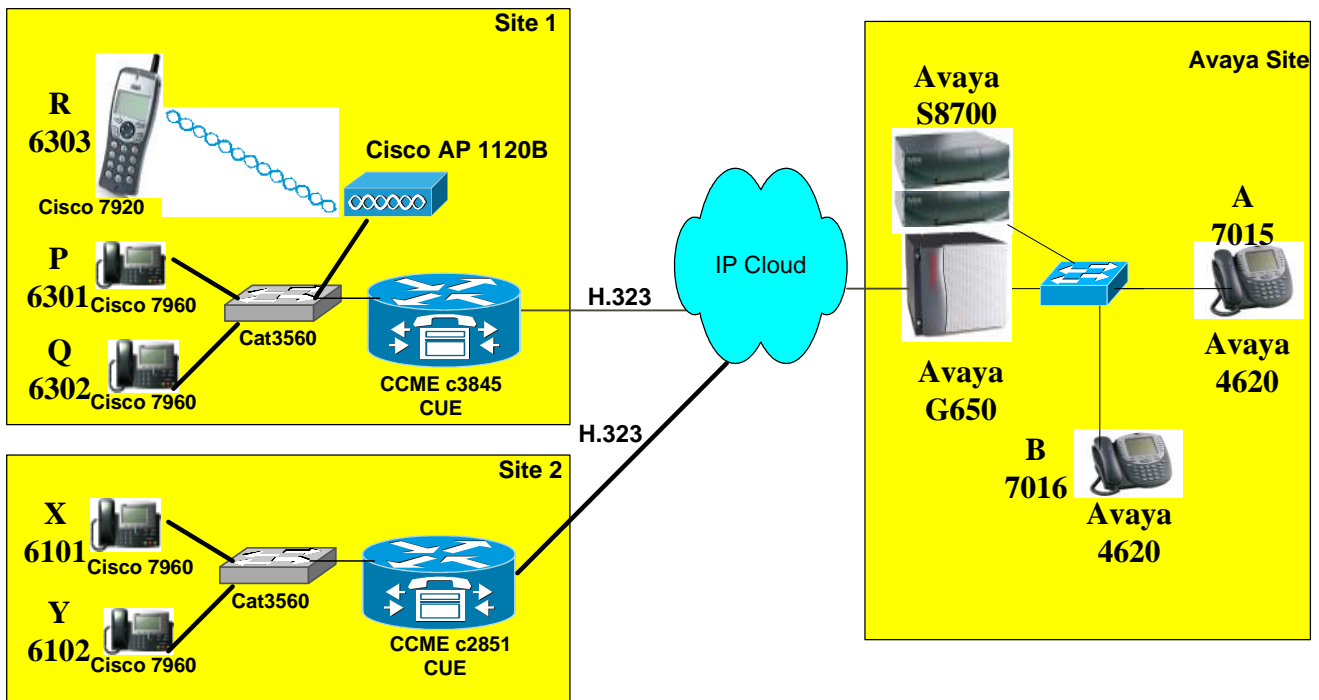 Site 1
R
6303
Cisco 7920
Cisco AP 1120B
P
6301
Cisco 7960
Q
6302
Cisco 7960
Cat3560
CCME c3845
CUE
H.323
Site 2
X
6101
Cisco 7960
Y
6102
Cisco 7960
Cat3560
CCME c2851
CUE
H.323
IP Cloud
Avaya Site
Avaya
S8700
Avaya
G650
A
7015
Avaya
4620
B
7016
Avaya
4620